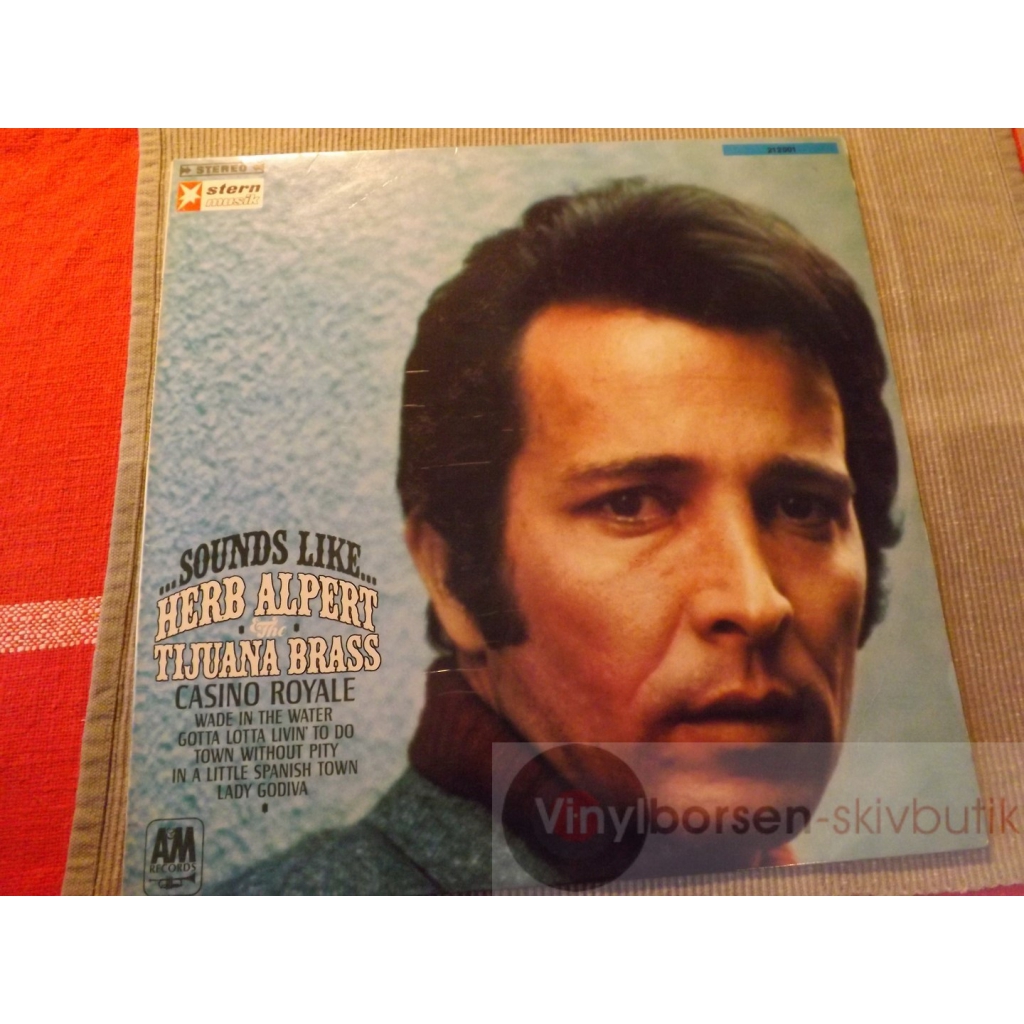 STEREO
212001
stern
musik
...SOUNDS LIKE...
HERB ALPERT
& The
TIJUANA BRASS
CASINO ROYALE
WADE IN THE WATER
GOTTA LOTTA LIVIN' TO DO
TOWN WITHOUT PITY
IN A LITTLE SPANISH TOWN
LADY GODIVA
A&M
RECORDS
Vinylborsen-skivbutik